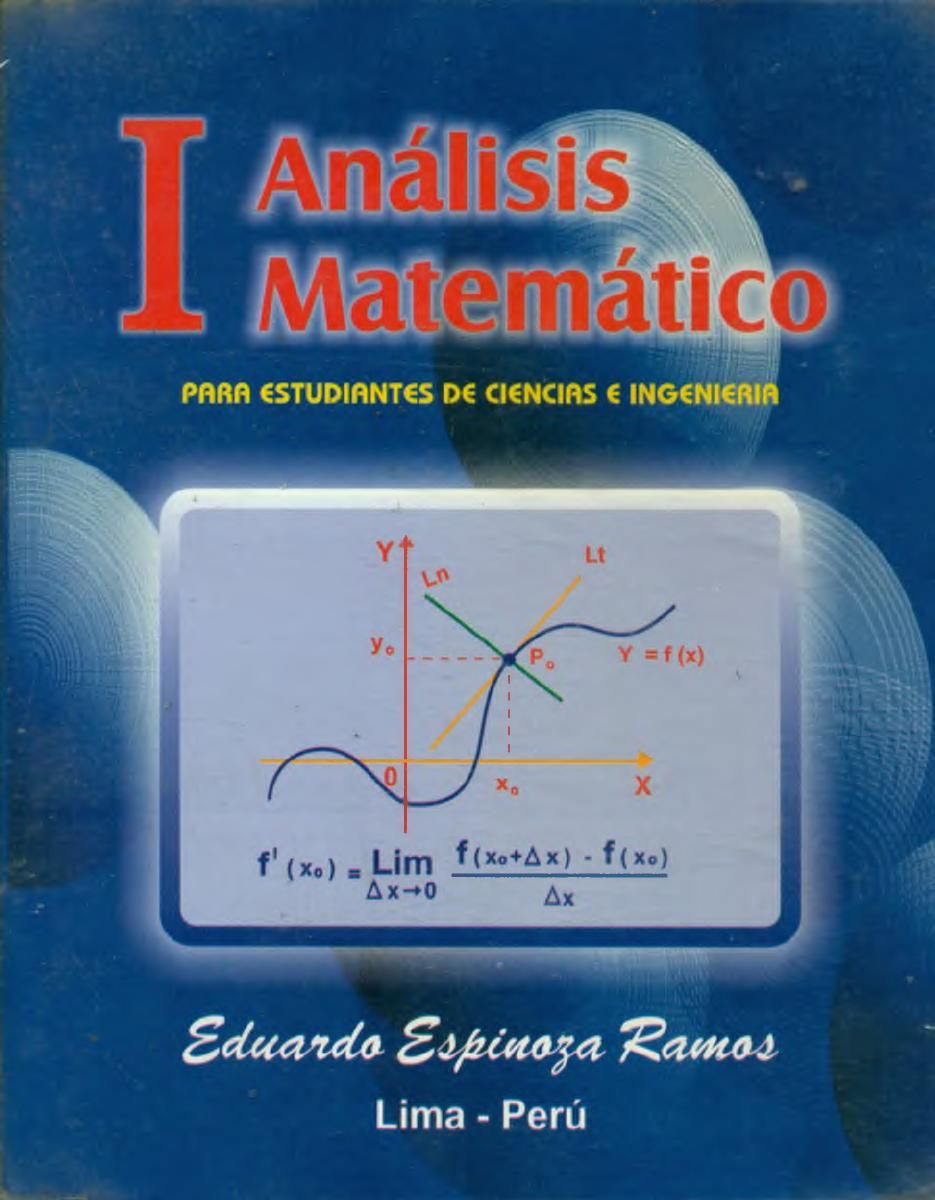 I Análisis
Matemático
PARA ESTUDIANTES DE CIENCIAS E INGENIERIA
Y
Ln
Lt
y₀
P₀
Y = f (x)
0
x₀
X
f' (x₀) = Lim f (x₀+Δx) - f (x₀)
Δx→0 Δx
Eduardo Espinoza Ramos
Lima - Perú